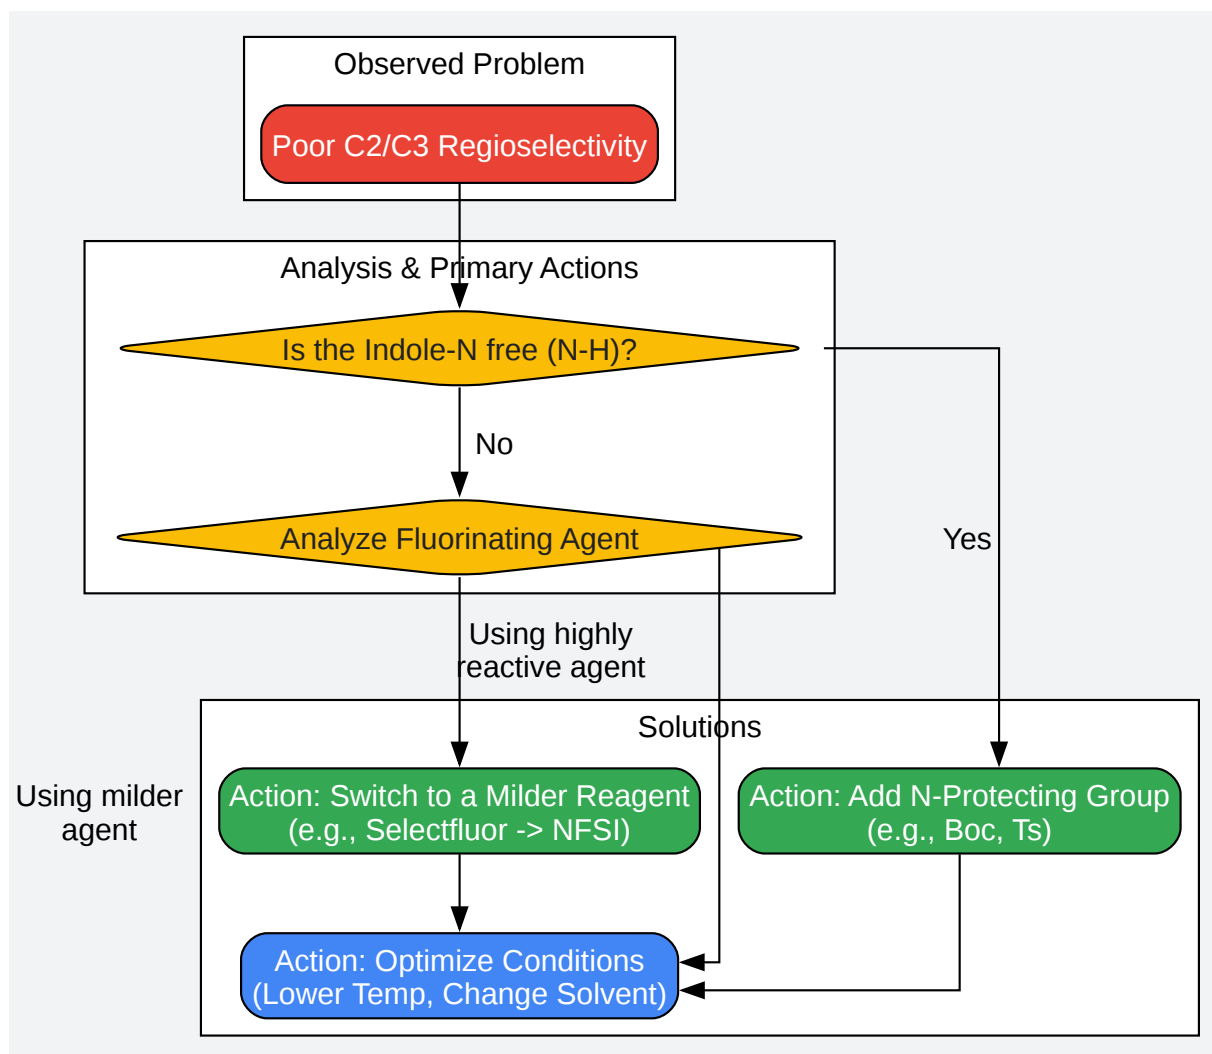 Observed Problem
Poor C2/C3 Regioselectivity
Analysis & Primary Actions
Is the Indole-N free (N-H)?
No
Analyze Fluorinating Agent
Yes
Using highly
reactive agent
Solutions
Using milder
agent
Action: Switch to a Milder Reagent
(e.g., Selectfluor -> NFSI)
Action: Add N-Protecting Group
(e.g., Boc, Ts)
Action: Optimize Conditions
(Lower Temp, Change Solvent)